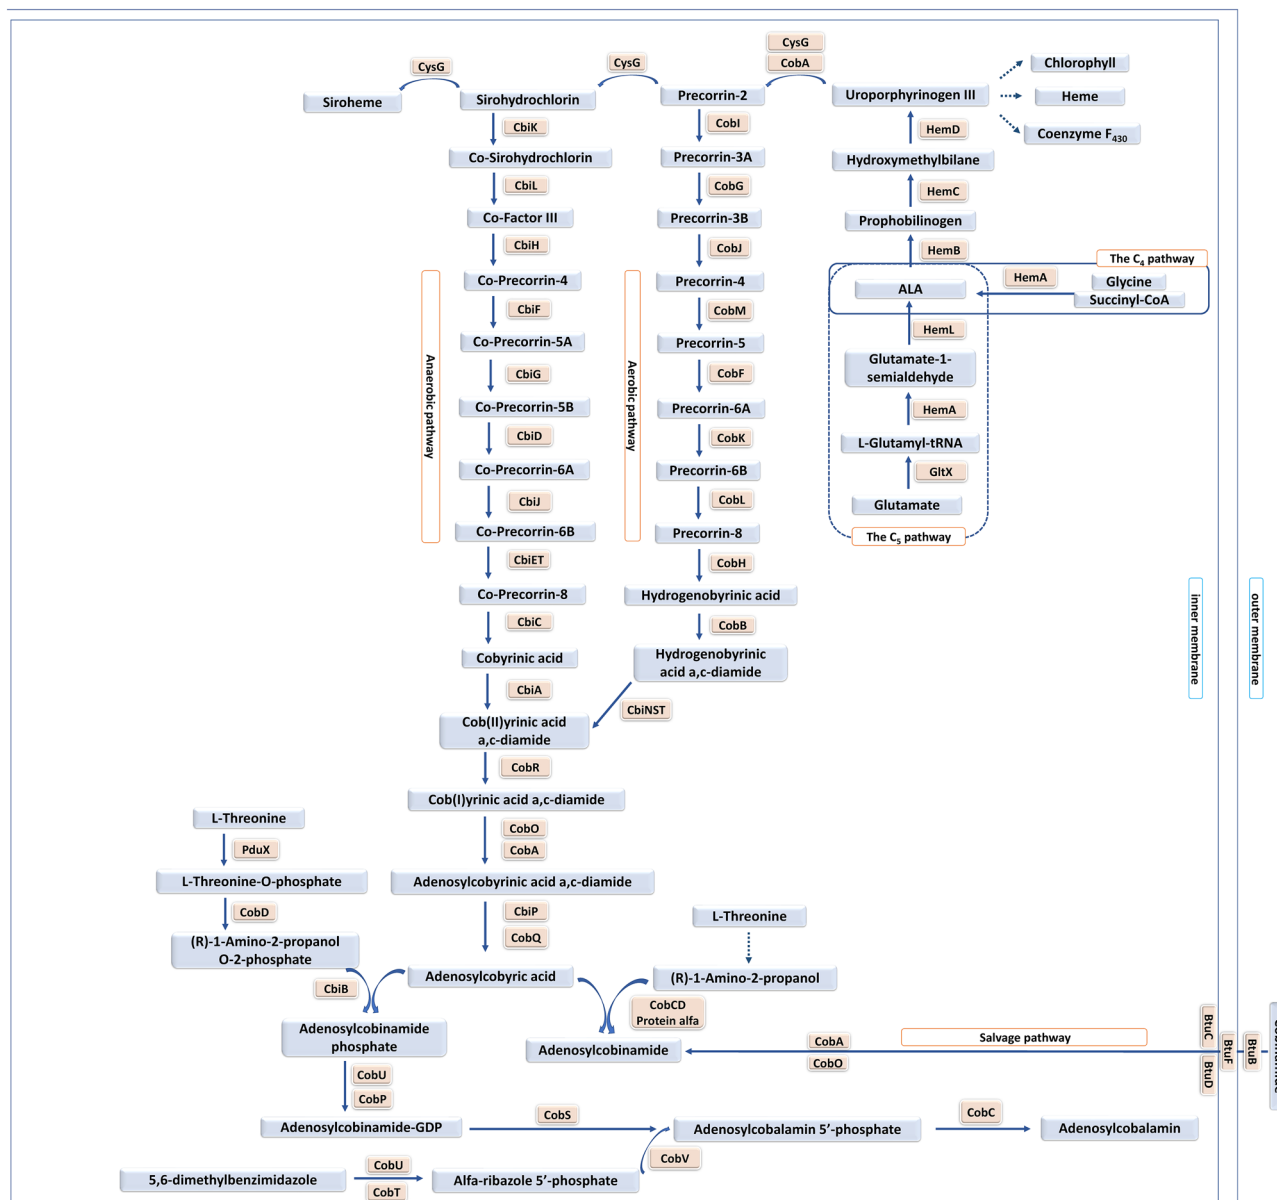 CysG
CysG
CysG
CobA
Siroheme
Sirohydrochlorin
Precorrin-2
Uroporphyrinogen III
Chlorophyll
Heme
Coenzyme F430
CbiK
CobI
HemD
Co-Sirohydrochlorin
Precorrin-3A
Hydroxymethylbilane
CbiL
CobG
HemC
Co-Factor III
Precorrin-3B
Prophobilinogen
CbiH
CobJ
HemB
The C4 pathway
Co-Precorrin-4
Precorrin-4
ALA
HemA
Glycine
Succinyl-CoA
CbiF
CobM
HemL
Co-Precorrin-5A
Precorrin-5
Glutamate-1-
semialdehyde
Anaerobic pathway
Aerobic pathway
CbiG
CobF
HemA
Co-Precorrin-5B
Precorrin-6A
L-Glutamyl-tRNA
CbiD
CobK
GltX
Co-Precorrin-6A
Precorrin-6B
Glutamate
CbiJ
CobL
The C5 pathway
Co-Precorrin-6B
Precorrin-8
CbiET
CobH
Co-Precorrin-8
Hydrogenobyrinic acid
CbiC
CobB
inner membrane
outer membrane
Cobyrinic acid
Hydrogenobyrinic
acid a,c-diamide
CbiA
CbiNST
Cob(II)yrinic acid
a,c-diamide
CobR
Cob(I)yrinic acid a,c-diamide
L-Threonine
CobO
CobA
PduX
L-Threonine-O-phosphate
Adenosylcobyrinic acid a,c-diamide
CobD
CbiP
CobQ
L-Threonine
(R)-1-Amino-2-propanol
O-2-phosphate
Adenosylcobyric acid
(R)-1-Amino-2-propanol
CbiB
CobCD
Protein alfa
Adenosylcobinamide
phosphate
Adenosylcobinamide
CobA
CobO
Salvage pathway
BtuC
BtuD
BtuF
BtuB
CobU
CobP
Adenosylcobinamide-GDP
CobS
Adenosylcobalamin 5’-phosphate
CobC
Adenosylcobalamin
CobV
5,6-dimethylbenzimidazole
CobU
CobT
Alfa-ribazole 5’-phosphate